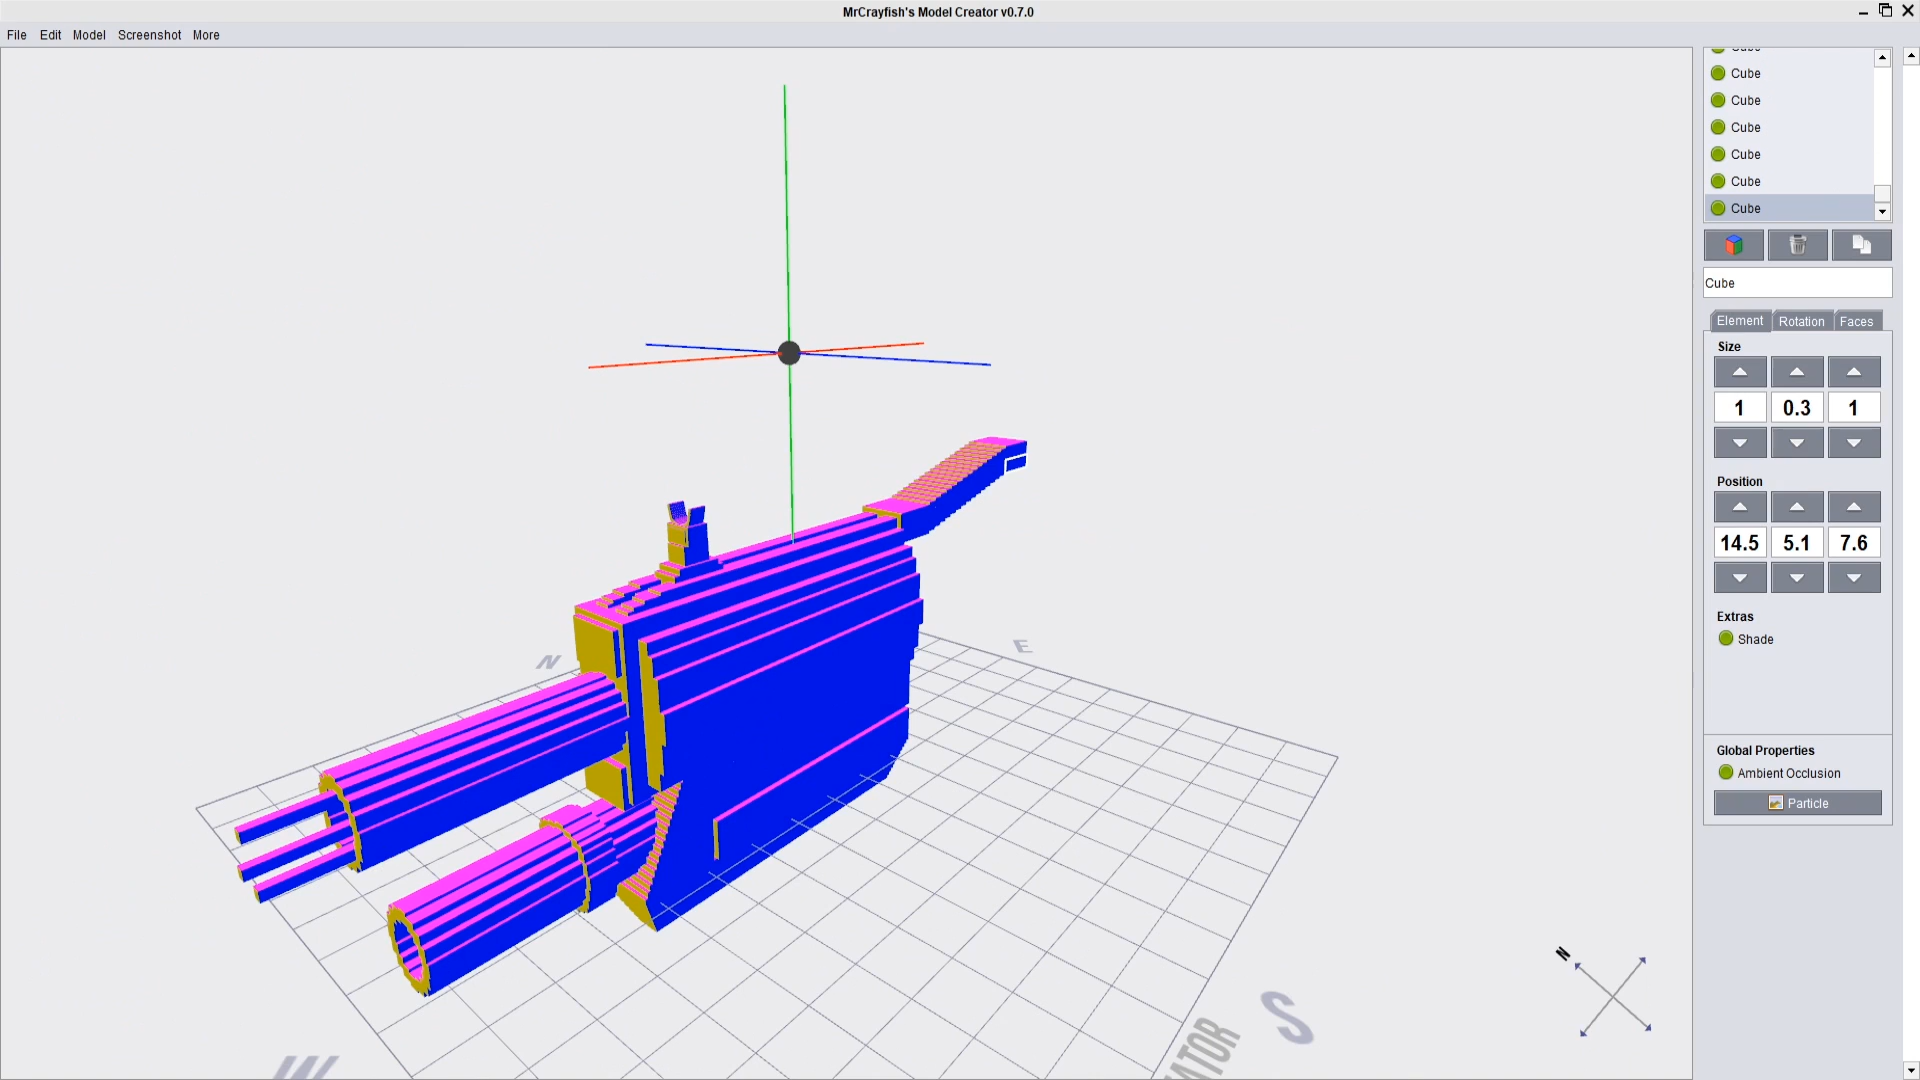 MrCrayfish's Model Creator v0.7.0
File Edit Model Screenshot More
Cube
Cube
Cube
Cube
Cube
Cube
Cube
Element Rotation Faces
Size
1 0.3 1
Position
14.5 5.1 7.6
Extras
Shade
Global Properties
Ambient Occlusion
Particle
N
E
N
S
W
ATOR